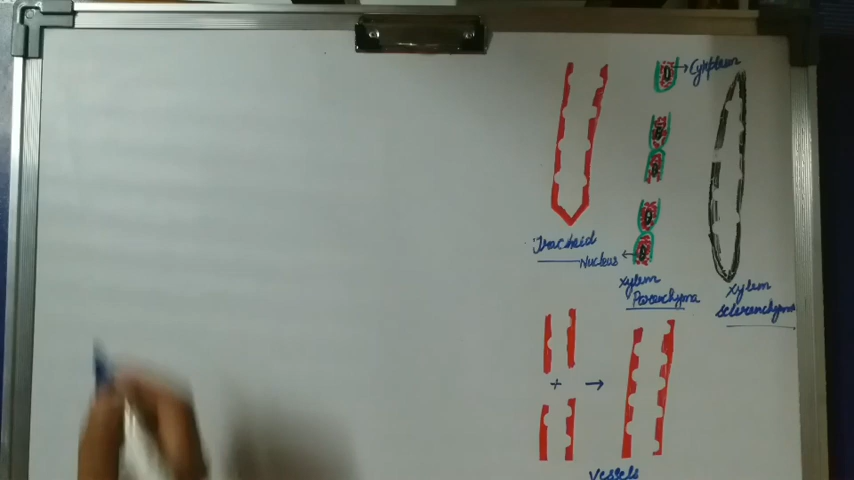 Cytoplasm
Tracheid
Nucleus
Xylem
Parenchyma
Xylem
Sclerenchyma
+
Vessels